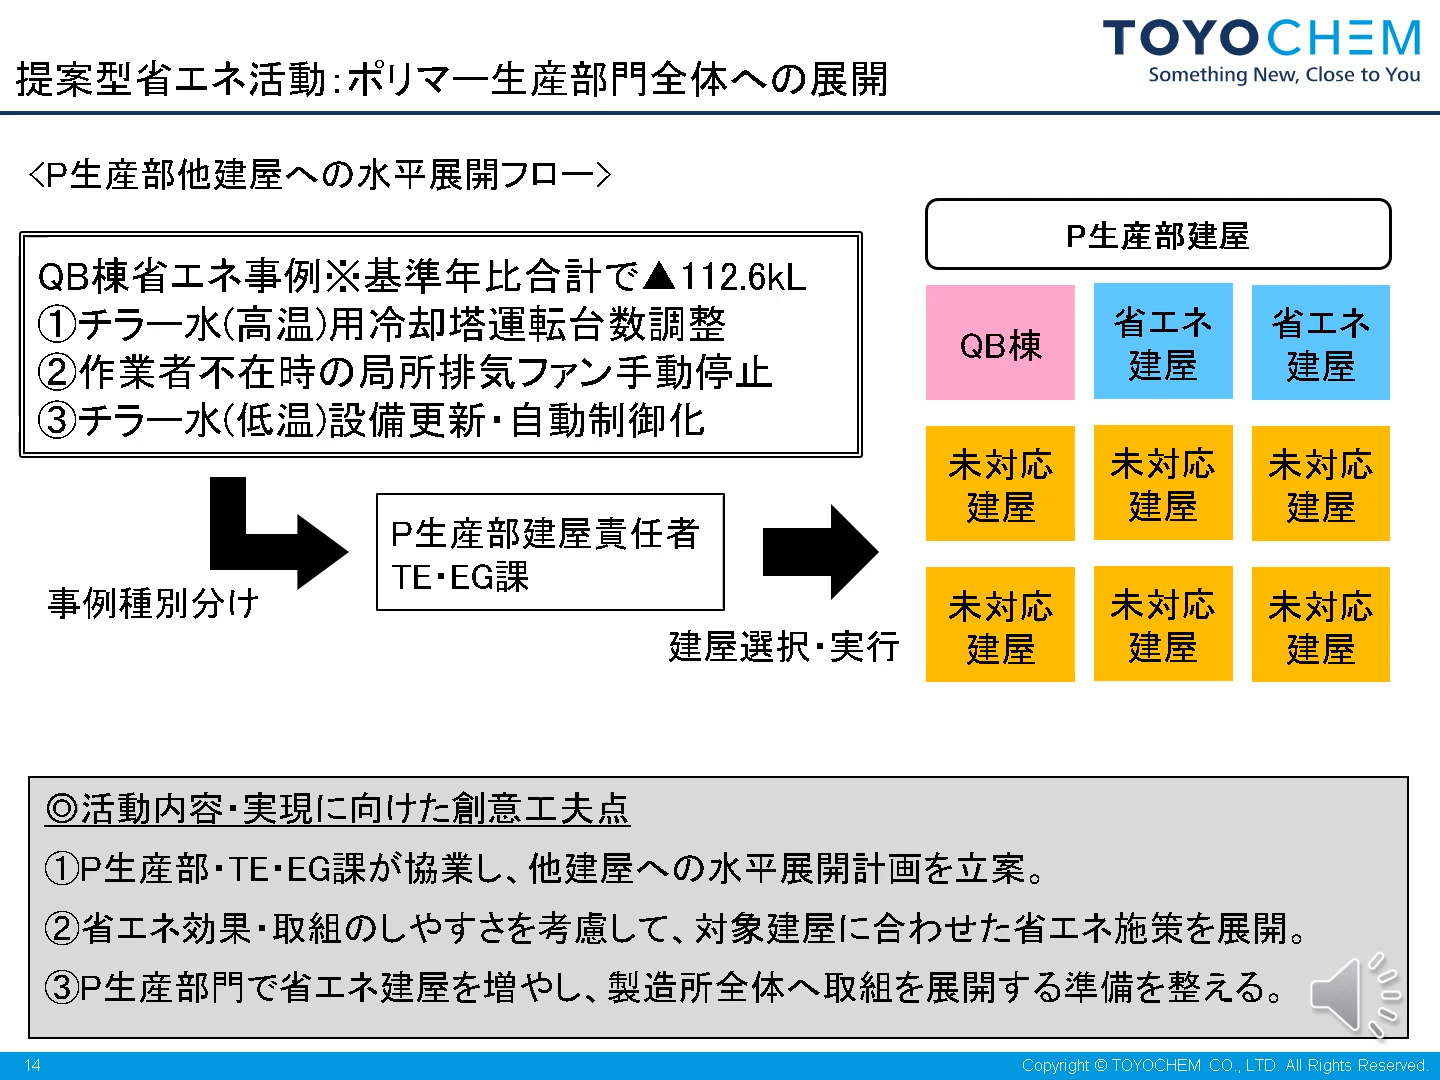 TOYOCHEM
Something New, Close to You
提案型省エネ活動：ポリマー生産部門全体への展開
<P生産部他建屋への水平展開フロー>
QB棟省エネ事例※基準年比合計で▲112.6kL
①チラー水(高温)用冷却塔運転台数調整
②作業者不在時の局所排気ファン手動停止
③チラー水(低温)設備更新・自動制御化
事例種別分け
P生産部建屋責任者
TE・EG課
建屋選択・実行
P生産部建屋
QB棟
省エネ
建屋
省エネ
建屋
未対応
建屋
未対応
建屋
未対応
建屋
未対応
建屋
未対応
建屋
未対応
建屋
◎活動内容・実現に向けた創意工夫点
①P生産部・TE・EG課が協業し、他建屋への水平展開計画を立案。
②省エネ効果・取組のしやすさを考慮して、対象建屋に合わせた省エネ施策を展開。
③P生産部門で省エネ建屋を増やし、製造所全体へ取組を展開する準備を整える。
14
Copyright © TOYOCHEM CO., LTD. All Rights Reserved.